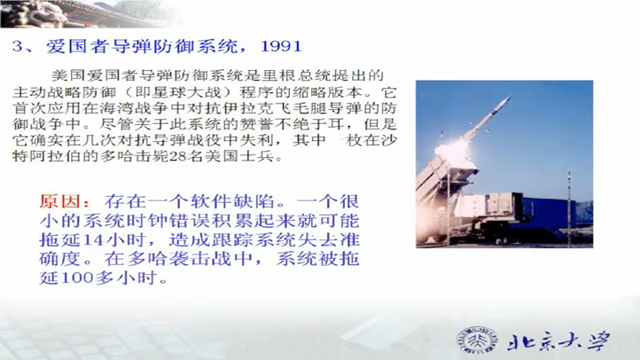 3、爱国者导弹防御系统，1991
美国爱国者导弹防御系统是里根总统提出的
主动战略防御（即星球大战）程序的缩略版本。它
首次应用在海湾战争中对抗伊拉克飞毛腿导弹的防
御战争中。尽管关于此系统的赞誉不绝于耳，但是
它确实在几次对抗导弹战役中失利，其中一枚在沙
特阿拉伯的多哈击毙28名美国士兵。
原因：存在一个软件缺陷。一个很
小的系统时钟错误积累起来就可能
拖延14小时，造成跟踪系统失去准
确度。在多哈袭击战中，系统被拖
延100多小时。
北京大学